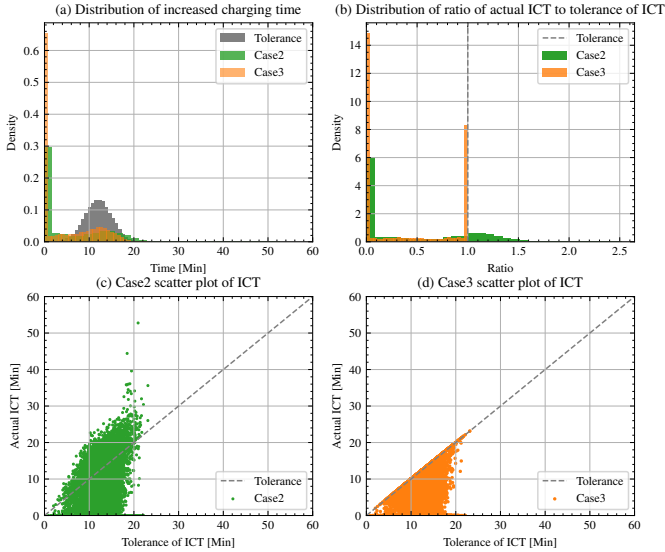 (a) Distribution of increased charging time
0.6
0.5
0.4
0.3
0.2
0.1
0.0
Density
Tolerance
Case2
Case3
0 10 20 30 40 50 60
Time [Min]
(b) Distribution of ratio of actual ICT to tolerance of ICT
14
12
10
8
6
4
2
0
Density
Tolerance
Case2
Case3
0.0 0.5 1.0 1.5 2.0 2.5
Ratio
(c) Case2 scatter plot of ICT
60
50
40
30
20
10
0
Actual ICT [Min]
Tolerance
Case2
0 10 20 30 40 50 60
Tolerance of ICT [Min]
(d) Case3 scatter plot of ICT
60
50
40
30
20
10
0
Actual ICT [Min]
Tolerance
Case3
0 10 20 30 40 50 60
Tolerance of ICT [Min]